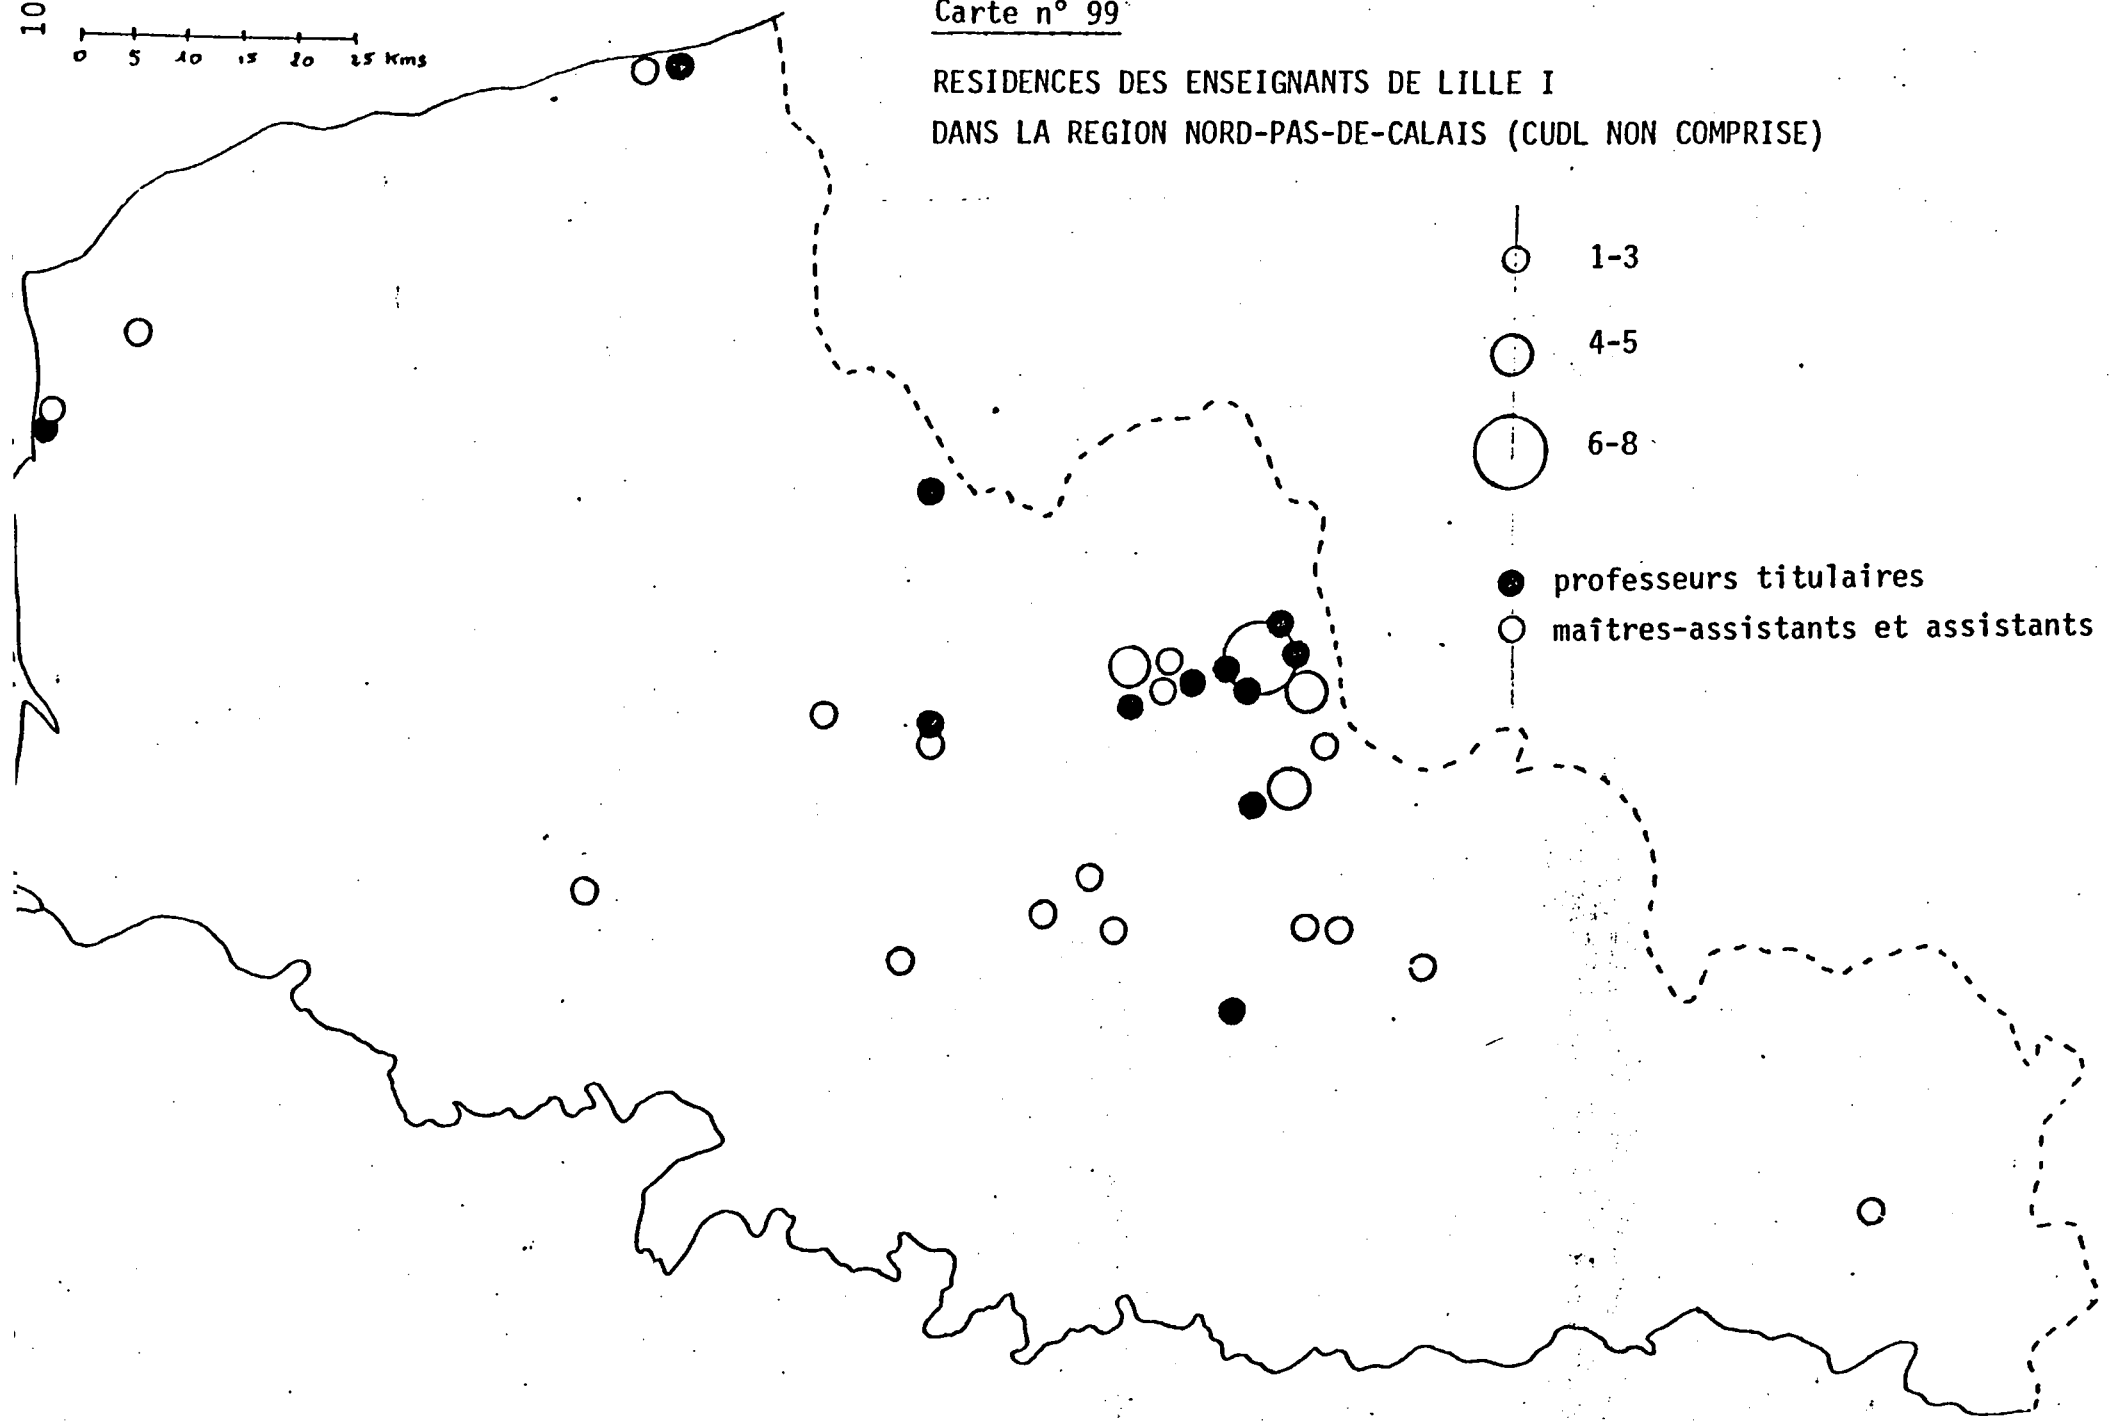 10
0 5 10 15 20 25 Kms
Carte n° 99
RESIDENCES DES ENSEIGNANTS DE LILLE I
DANS LA REGION NORD-PAS-DE-CALAIS (CUDL NON COMPRISE)
1-3
4-5
6-8
professeurs titulaires
maîtres-assistants et assistants